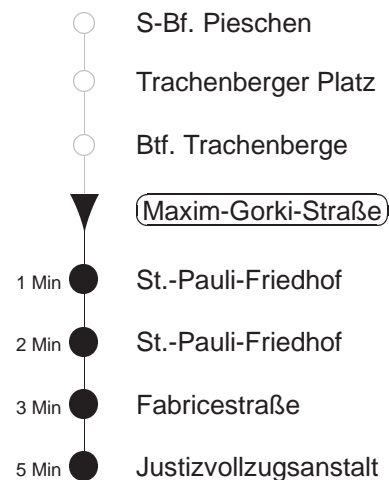 S-Bf. Pieschen
Trachenberger Platz
Btf. Trachenberge
Maxim-Gorki-Straße
1 Min St.-Pauli-Friedhof
2 Min St.-Pauli-Friedhof
3 Min Fabricestraße
5 Min Justizvollzugsanstalt